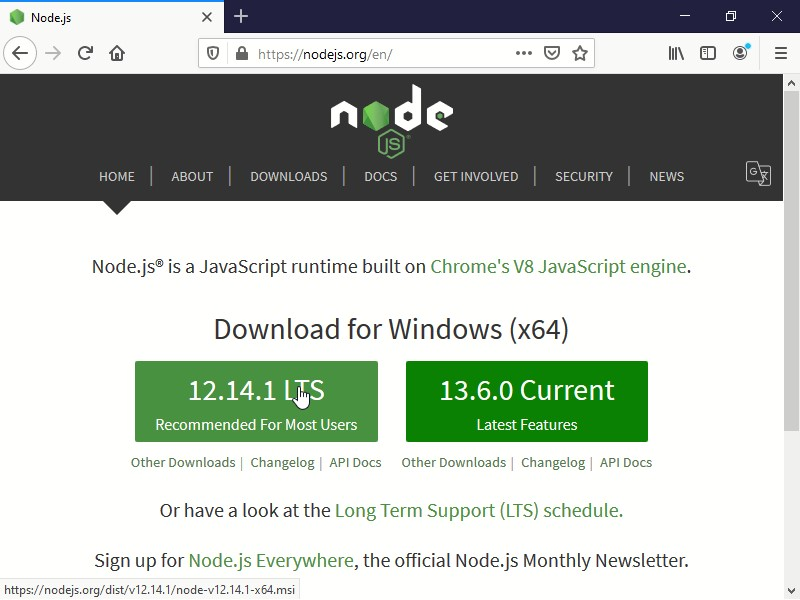 Node.js
https://nodejs.org/en/
node
JS
HOME | ABOUT | DOWNLOADS | DOCS | GET INVOLVED | SECURITY | NEWS
Node.js® is a JavaScript runtime built on Chrome's V8 JavaScript engine.
Download for Windows (x64)
12.14.1 LTS
Recommended For Most Users
13.6.0 Current
Latest Features
Other Downloads | Changelog | API Docs
Other Downloads | Changelog | API Docs
Or have a look at the Long Term Support (LTS) schedule.
Sign up for Node.js Everywhere, the official Node.js Monthly Newsletter.
https://nodejs.org/dist/v12.14.1/node-v12.14.1-x64.msi